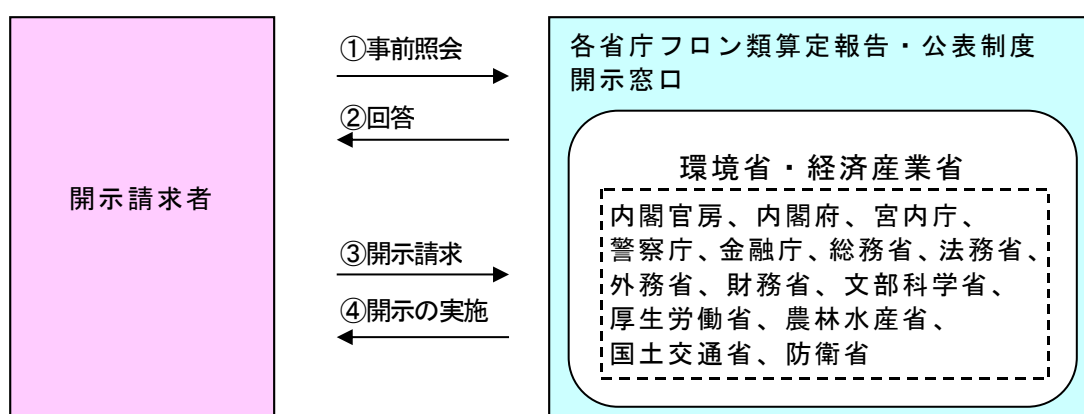 開示請求者
①事前照会
②回答
③開示請求
④開示の実施
各省庁フロン類算定報告・公表制度
開示窓口
環境省・経済産業省
内閣官房、内閣府、宮内庁、
警察庁、金融庁、総務省、法務省、
外務省、財務省、文部科学省、
厚生労働省、農林水産省、
国土交通省、防衛省